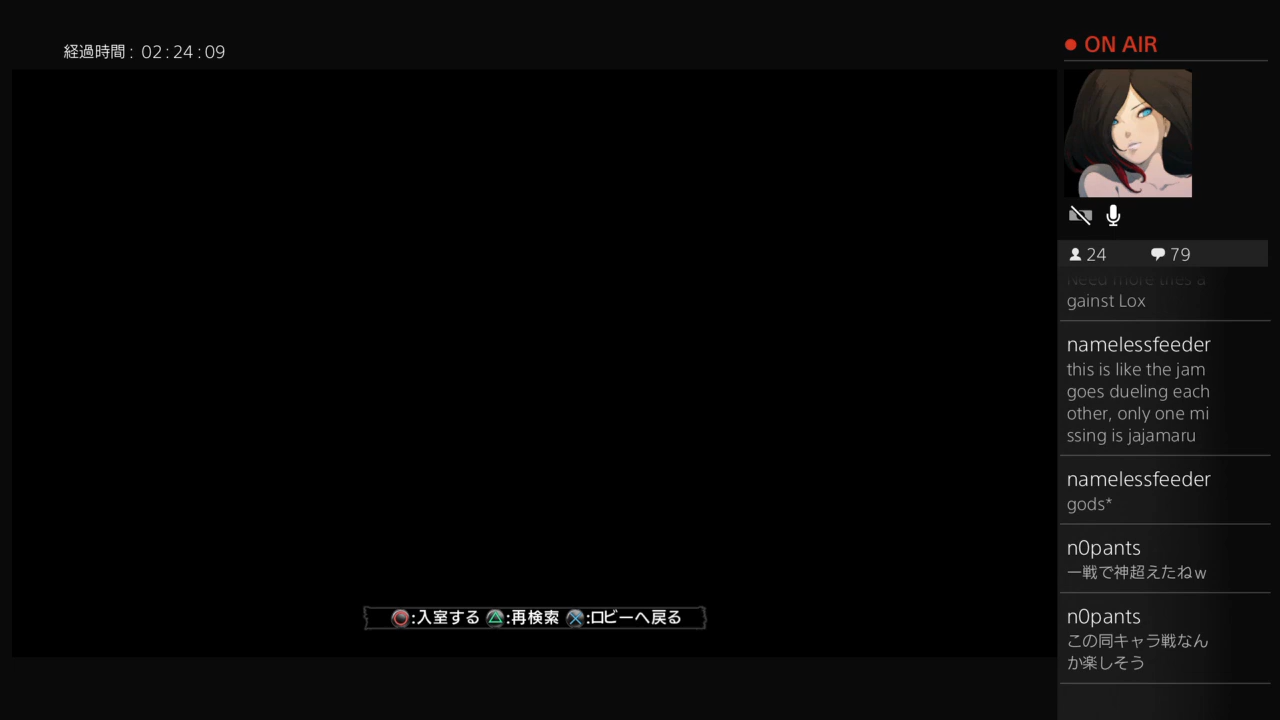 経過時間 : 02 : 24 : 09
ON AIR
24
79
Need more tries a
gainst Lox
namelessfeeder
this is like the jam
goes dueling each
other, only one mi
ssing is jajamaru
namelessfeeder
gods*
n0pants
一戦で神超えたねw
n0pants
この同キャラ戦なん
か楽しそう
:入室する :再検索 :ロビーへ戻る